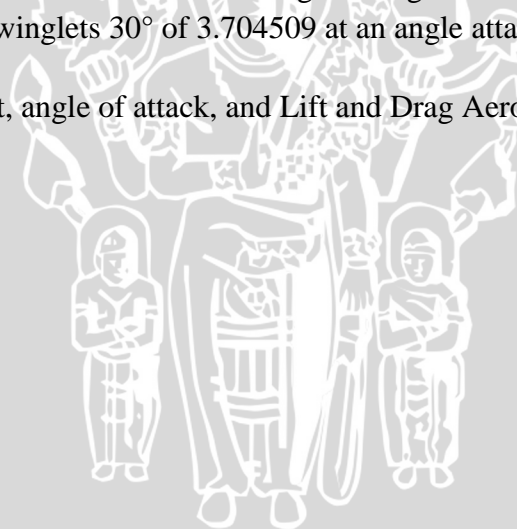 winglets 30° of 3.704509 at an angle atta
t, angle of attack, and Lift and Drag Aero